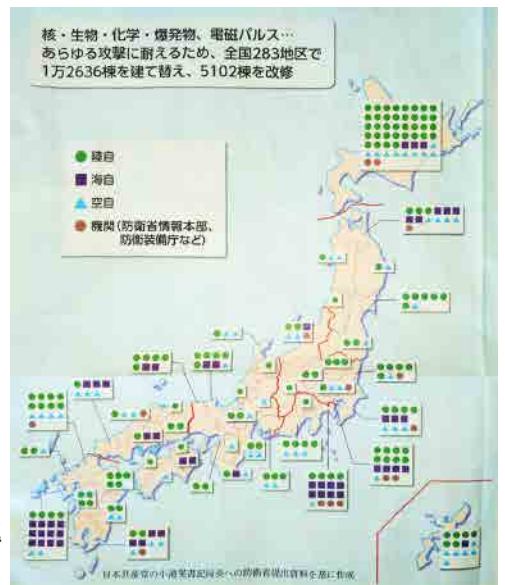 核・生物・化学・爆発物、電磁パルス…
あらゆる攻撃に耐えるため、全国283地区で
1万2636棟を建て替え、5102棟を改修
陸自
海自
空自
機関(防衛省情報本部、
防衛装備庁など)
日本共産党の小池晃書記局長への防衛省提出資料を基に作成